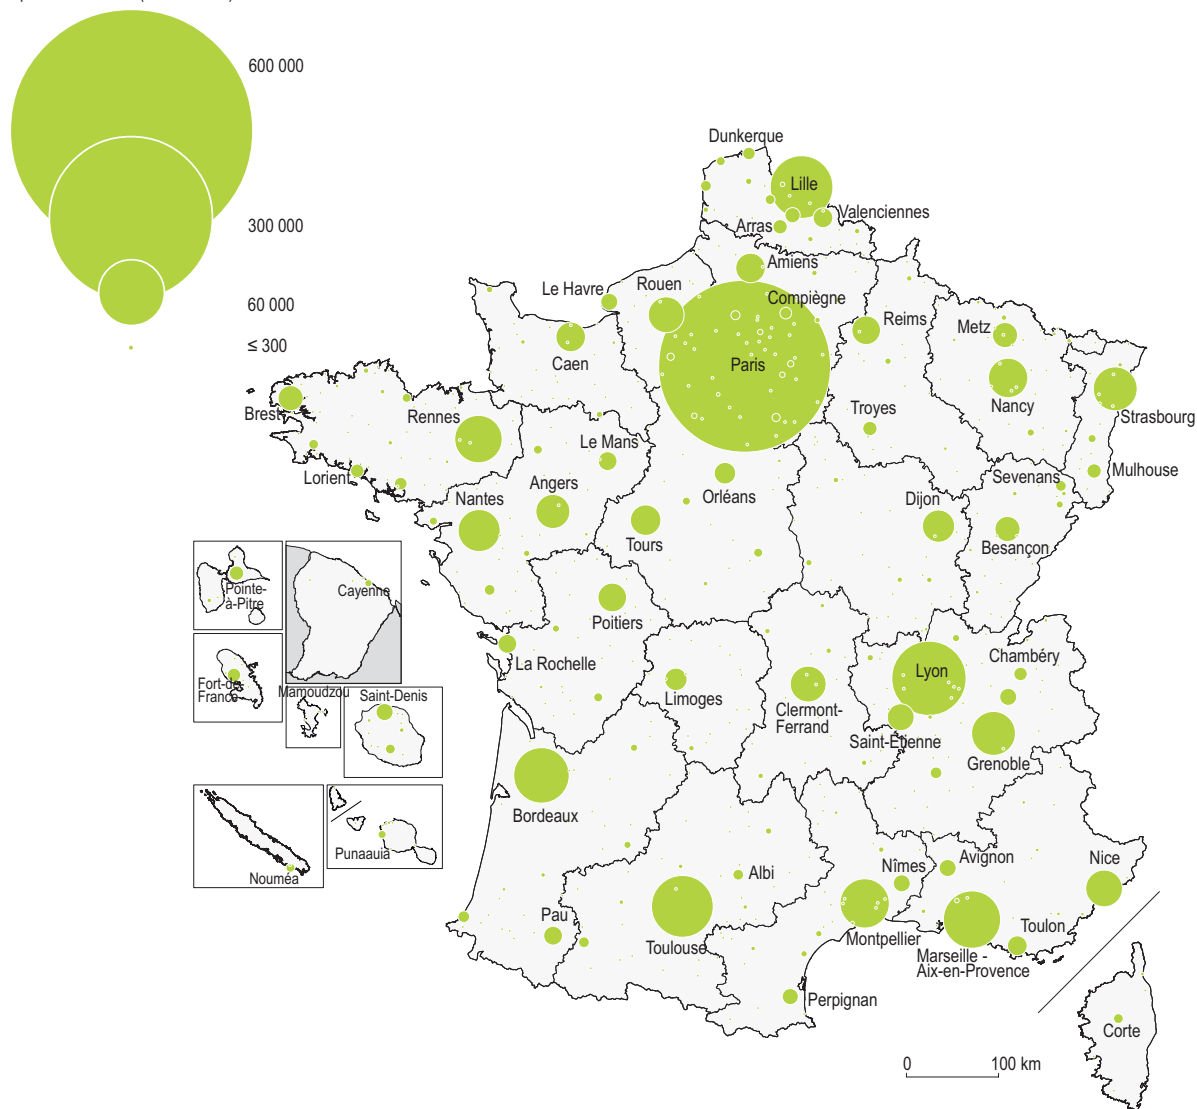 600 000
300 000
60 000
≤ 300
Dunkerque
Lille
Valenciennes
Arras
Amiens
Rouen
Le Havre
Compiègne
Reims
Metz
Caen
Paris
Nancy
Strasbourg
Brest
Rennes
Troyes
Le Mans
Mulhouse
Lorient
Sevenans
Orléans
Angers
Nantes
Dijon
Tours
Besançon
Pointe-
à-Pitre
Cayenne
Poitiers
La Rochelle
Lyon
Chambéry
Fort-de-
France
Mamoudzou
Saint-Denis
Limoges
Clermont-
Ferrand
Saint-Étienne
Grenoble
Bordeaux
Punaauia
Nouméa
Albi
Nîmes
Avignon
Nice
Pau
Toulouse
Montpellier
Toulon
Marseille -
Aix-en-Provence
Perpignan
Corte
0 100 km